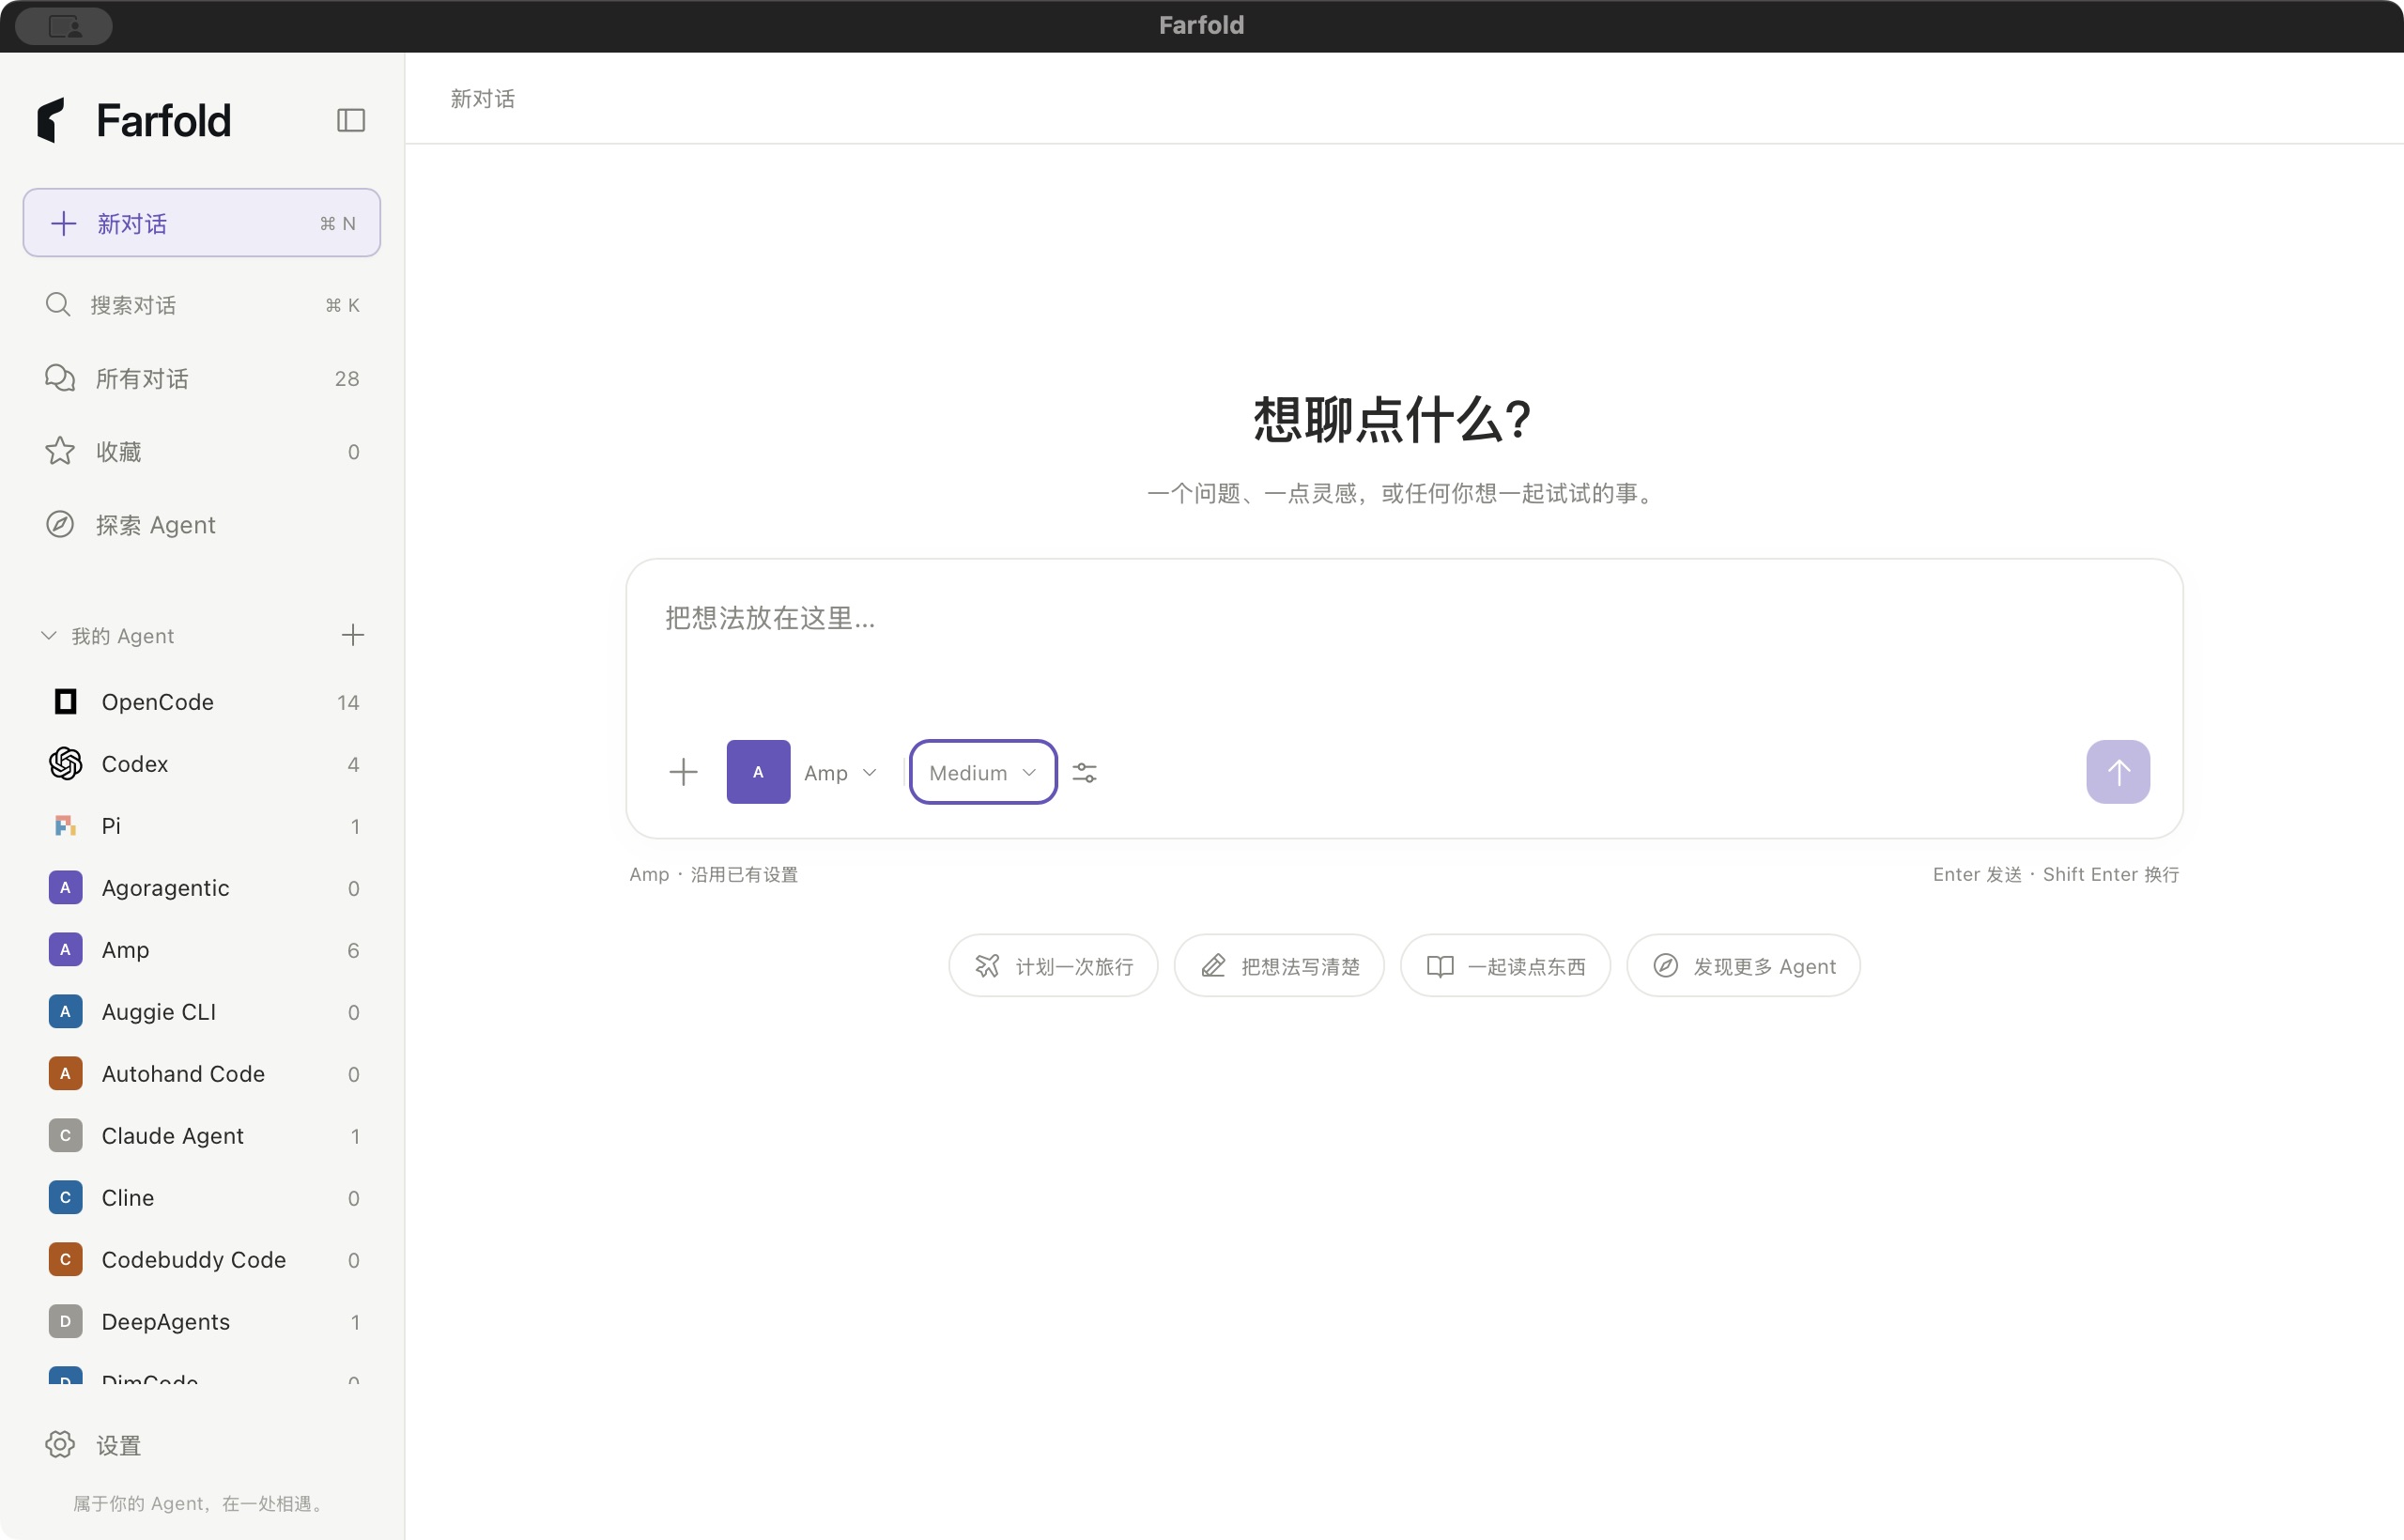 Farfold
Farfold
新对话 ⌘ N
搜索对话 ⌘ K
所有对话 28
收藏 0
探索 Agent
我的 Agent
OpenCode 14
Codex 4
Pi 1
A Agoragentic 0
A Amp 6
A Auggie CLI 0
A Autohand Code 0
C Claude Agent 1
C Cline 0
C Codebuddy Code 0
D DeepAgents 1
D DimCode 0
设置
属于你的 Agent，在一处相遇。
新对话
想聊点什么？
一个问题、一点灵感，或任何你想一起试试的事。
把想法放在这里...
A Amp Medium
Amp · 沿用已有设置
Enter 发送 · Shift Enter 换行
计划一次旅行
把想法写清楚
一起读点东西
发现更多 Agent